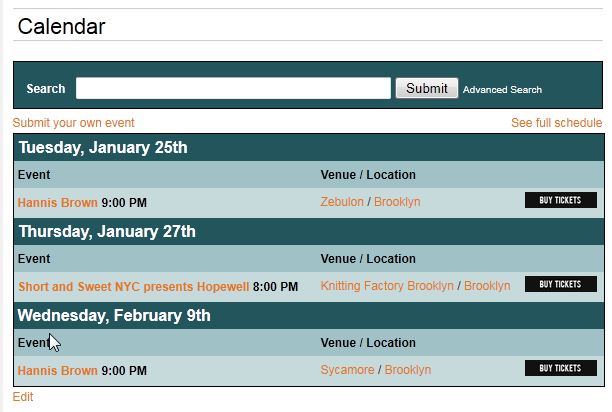 Calendar
Search Submit Advanced Search
Submit your own event See full schedule
Tuesday, January 25th
Event Venue / Location
Hannis Brown 9:00 PM Zebulon / Brooklyn BUY TICKETS
Thursday, January 27th
Event Venue / Location
Short and Sweet NYC presents Hopewell 8:00 PM Knitting Factory Brooklyn / Brooklyn BUY TICKETS
Wednesday, February 9th
Event Venue / Location
Hannis Brown 9:00 PM Sycamore / Brooklyn BUY TICKETS
Edit